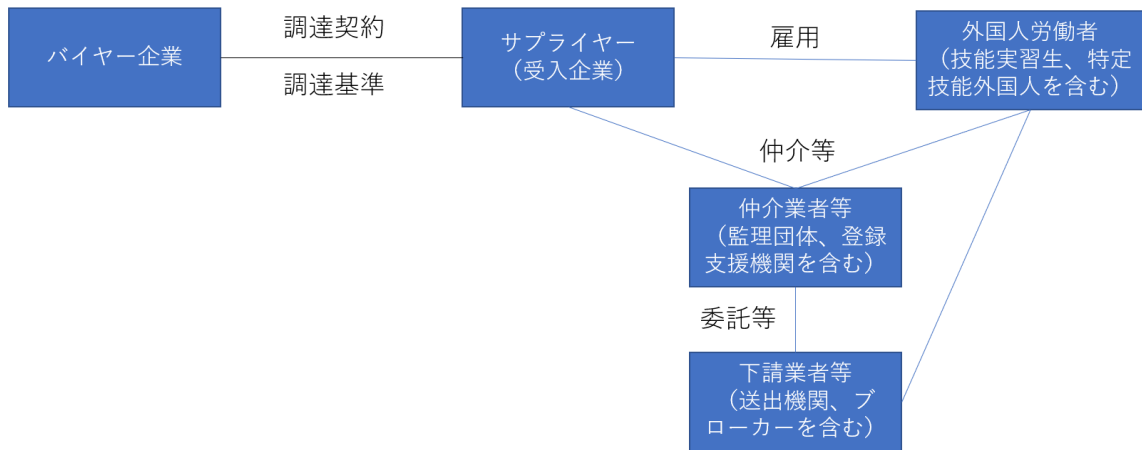 バイヤー企業
調達契約
調達基準
サプライヤー
（受入企業）
雇用
外国人労働者
（技能実習生、特定
技能外国人を含む）
仲介等
仲介業者等
（監理団体、登録
支援機関を含む）
委託等
下請業者等
（送出機関、ブ
ローカーを含む）